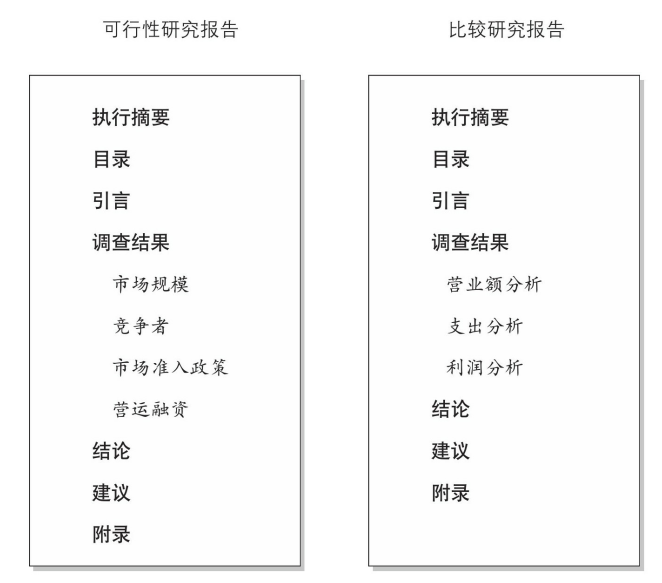 可行性研究报告
执行摘要
目录
引言
调查结果
市场规模
竞争者
市场准入政策
营运融资
结论
建议
附录
比较研究报告
执行摘要
目录
引言
调查结果
营业额分析
支出分析
利润分析
结论
建议
附录